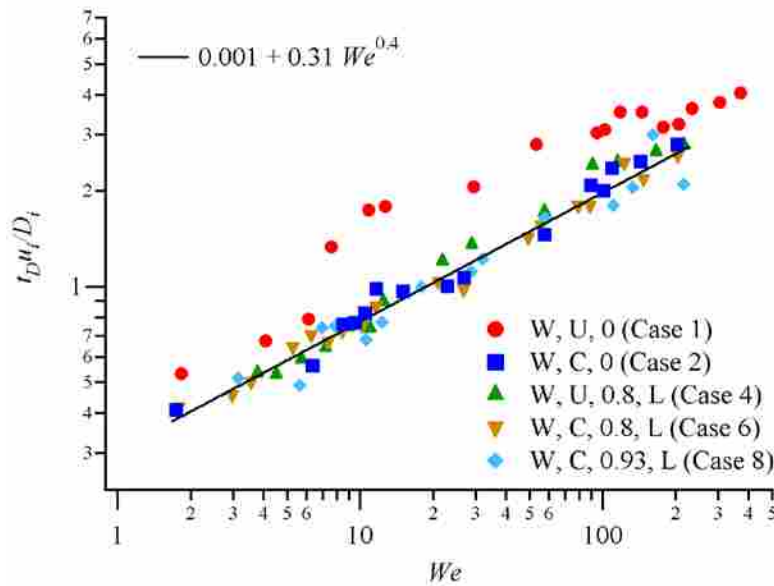 7
6
5
4
3
2
1
7
6
5
4
3
t_D u_i/D_i
0.001 + 0.31 We^0.4
W, U, 0 (Case 1)
W, C, 0 (Case 2)
W, U, 0.8, L (Case 4)
W, C, 0.8, L (Case 6)
W, C, 0.93, L (Case 8)
2 3 4 5 6 2 3 4 5 6 2 3 4 5
1 10 100
We